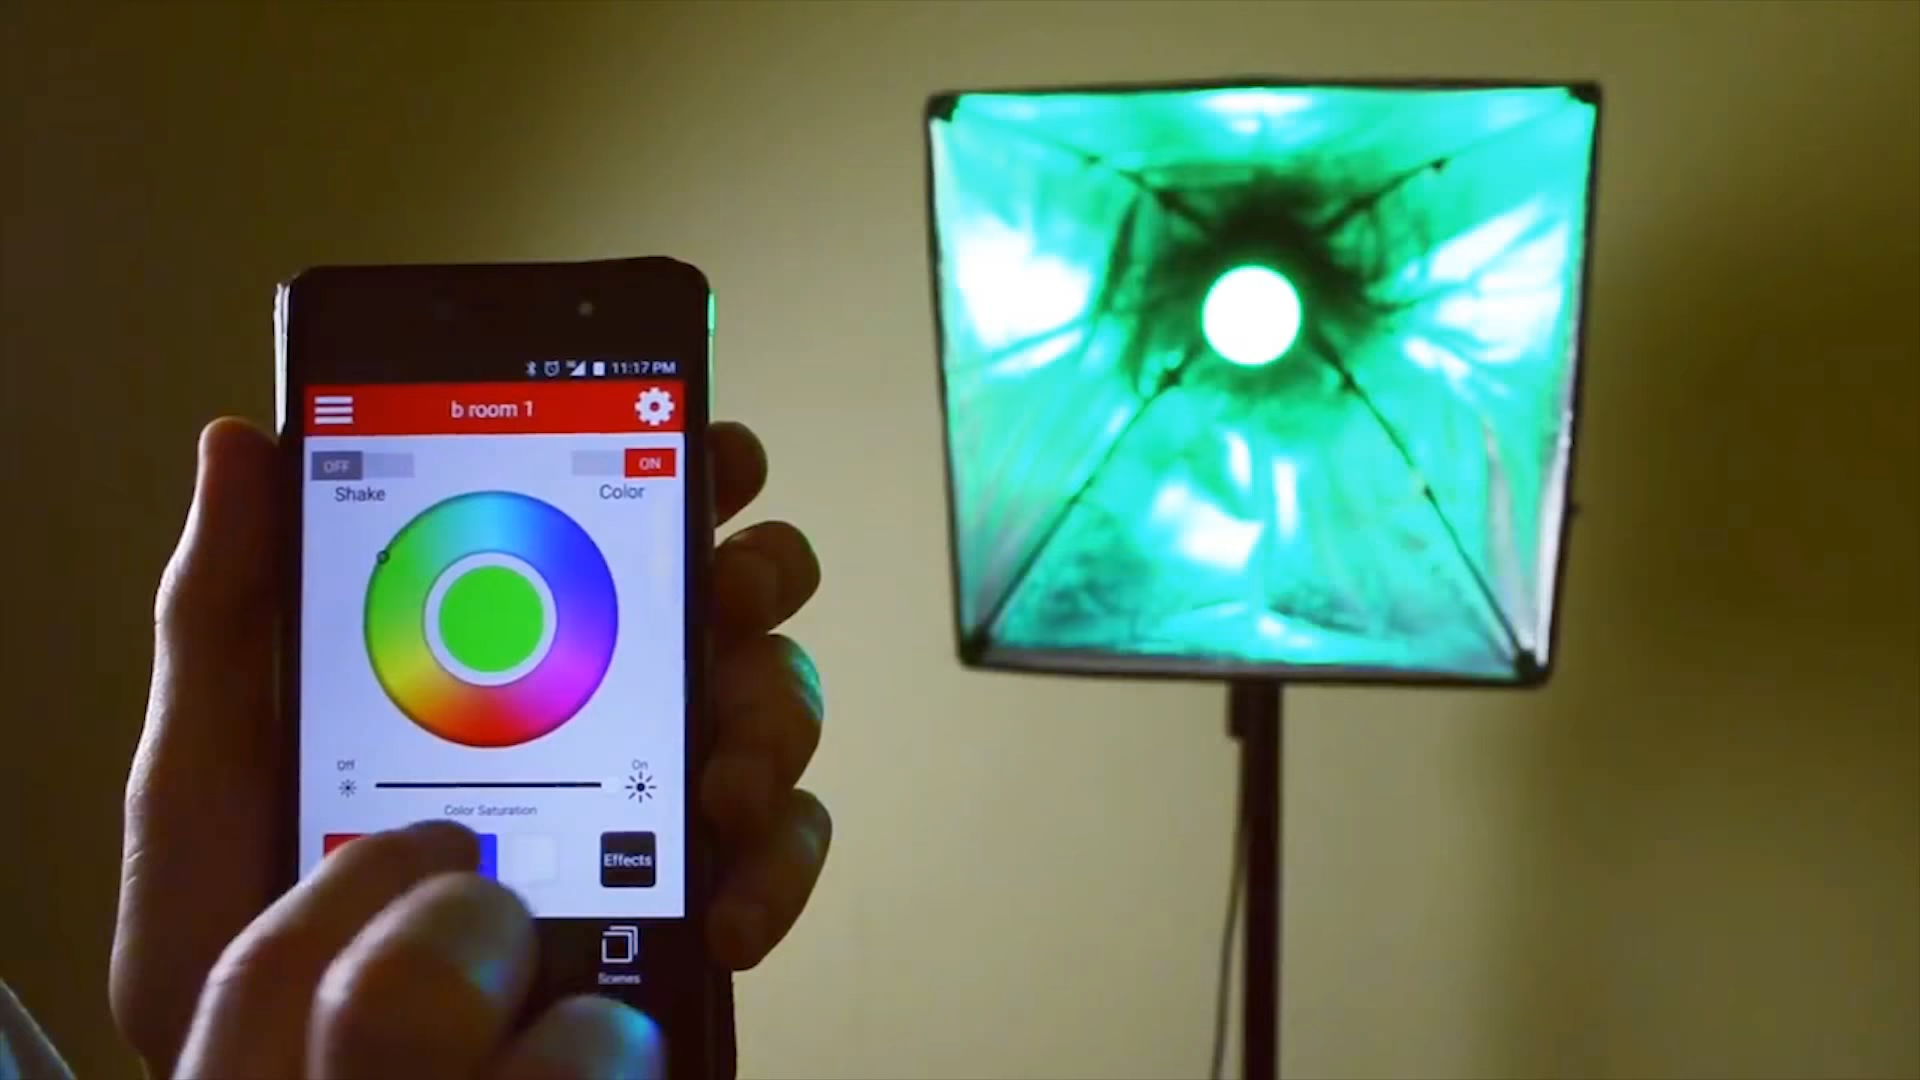 11:17 PM
b room 1
OFF
ON
Shake
Color
Off
On
Color Saturation
Effects
Scenes